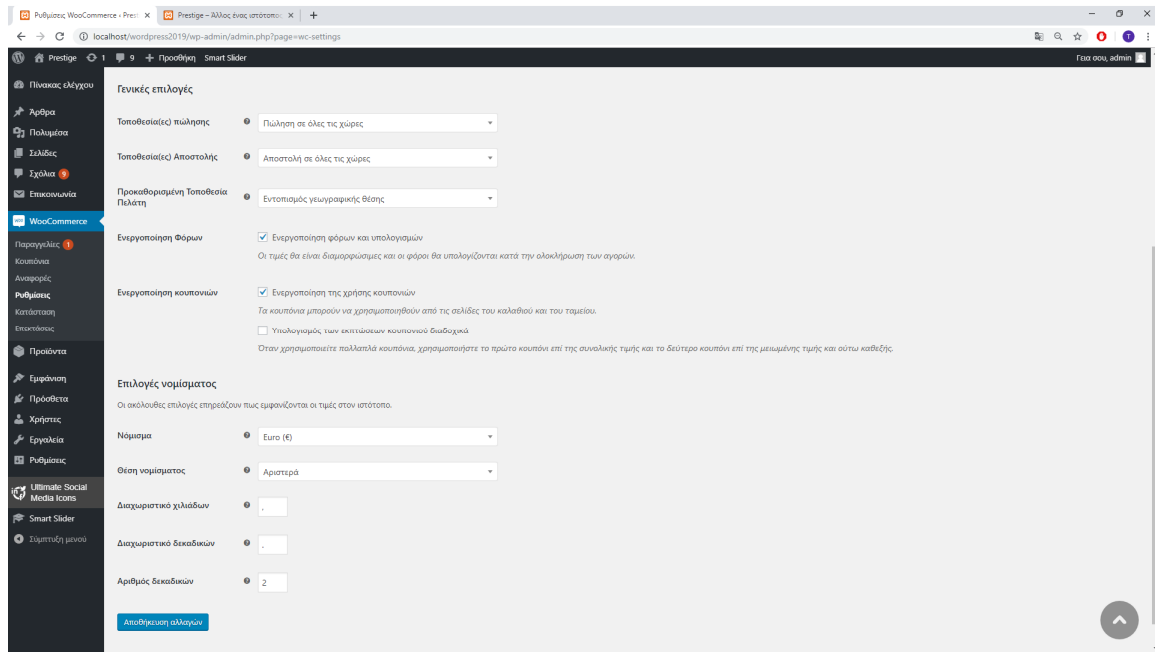 Ρυθμίσεις WooCommerce ‹ Prest
Prestige – Άλλος ένας ιστότοπος
localhost/wordpress2019/wp-admin/admin.php?page=wc-settings
Prestige 1 9 Προσθήκη Smart Slider
Γεια σου, admin
Πίνακας ελέγχου
Άρθρα
Πολυμέσα
Σελίδες
Σχόλια 9
Επικοινωνία
WooCommerce
Παραγγελίες 1
Κουπόνια
Αναφορές
Ρυθμίσεις
Κατάσταση
Επεκτάσεις
Προϊόντα
Εμφάνιση
Πρόσθετα
Χρήστες
Εργαλεία
Ρυθμίσεις
Ultimate Social
Media Icons
Smart Slider
Σύμπτυξη μενού
Γενικές επιλογές
Τοποθεσία(ες) πώλησης Πώληση σε όλες τις χώρες
Τοποθεσία(ες) Αποστολής Αποστολή σε όλες τις χώρες
Προκαθορισμένη Τοποθεσία
Πελάτη Εντοπισμός γεωγραφικής θέσης
Ενεργοποίηση Φόρων Ενεργοποίηση φόρων και υπολογισμών
Οι τιμές θα είναι διαμορφώσιμες και οι φόροι θα υπολογίζονται κατά την ολοκλήρωση των αγορών.
Ενεργοποίηση κουπονιών Ενεργοποίηση της χρήσης κουπονιών
Τα κουπόνια μπορούν να χρησιμοποιηθούν από τις σελίδες του καλαθιού και του ταμείου.
Υπολογισμός των εκπτώσεων κουπονιού διαδοχικά
Όταν χρησιμοποιείτε πολλαπλά κουπόνια, χρησιμοποιήστε το πρώτο κουπόνι επί της συνολικής τιμής και το δεύτερο κουπόνι επί της μειωμένης τιμής και ούτω καθεξής.
Επιλογές νομίσματος
Οι ακόλουθες επιλογές επηρεάζουν πως εμφανίζονται οι τιμές στον ιστότοπο.
Νόμισμα Euro (€)
Θέση νομίσματος Αριστερά
Διαχωριστικό χιλιάδων ,
Διαχωριστικό δεκαδικών .
Αριθμός δεκαδικών 2
Αποθήκευση αλλαγών